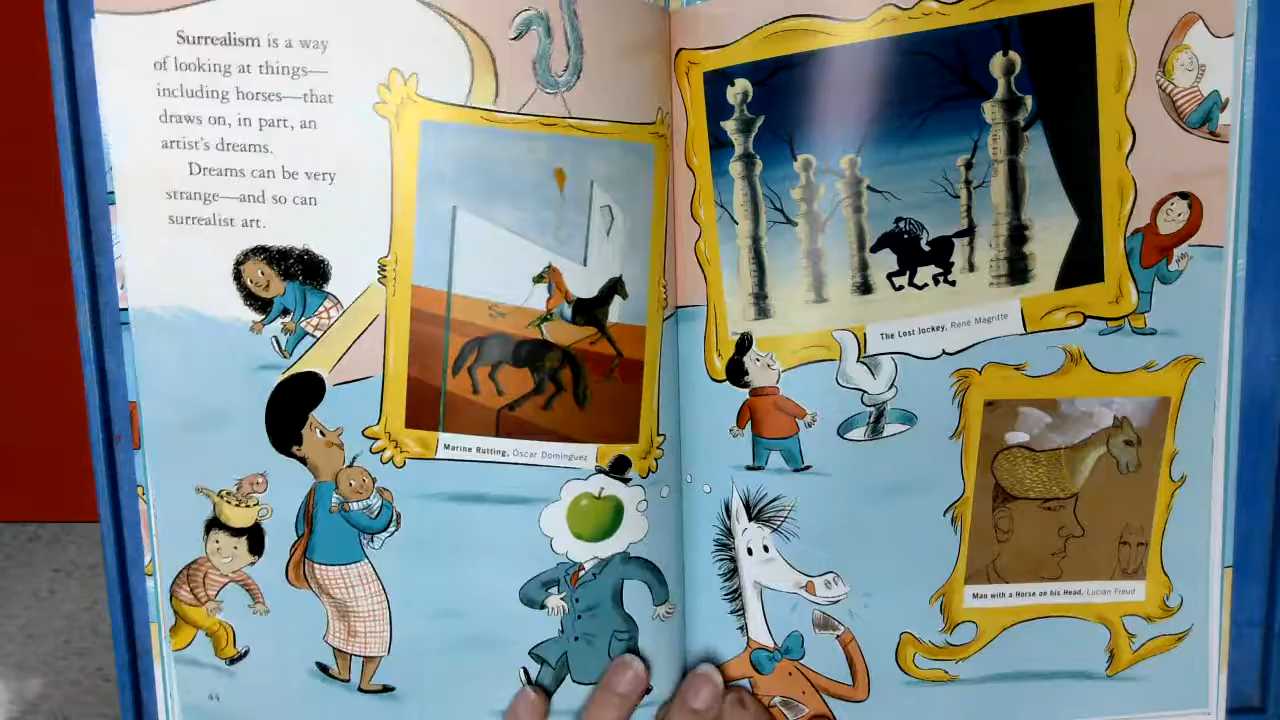 Surrealism is a way
of looking at things—
including horses—that
draws on, in part, an
artist's dreams.
Dreams can be very
strange—and so can
surrealist art.
Marine Rutting, Óscar Domínguez
The Lost Jockey, René Magritte
Man with a Horse on his Head, Lucian Freud
44